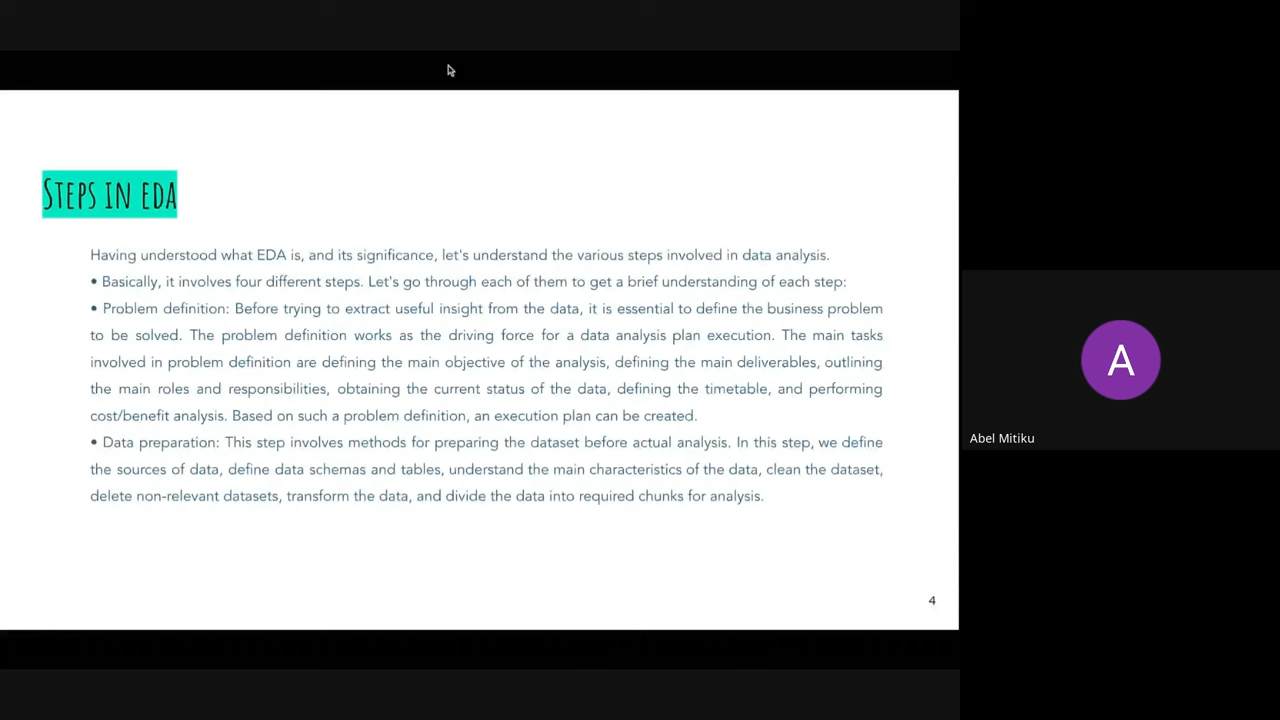 STEPS IN EDA
Having understood what EDA is, and its significance, let's understand the various steps involved in data analysis.
• Basically, it involves four different steps. Let's go through each of them to get a brief understanding of each step:
• Problem definition: Before trying to extract useful insight from the data, it is essential to define the business problem
to be solved. The problem definition works as the driving force for a data analysis plan execution. The main tasks
involved in problem definition are defining the main objective of the analysis, defining the main deliverables, outlining
the main roles and responsibilities, obtaining the current status of the data, defining the timetable, and performing
cost/benefit analysis. Based on such a problem definition, an execution plan can be created.
• Data preparation: This step involves methods for preparing the dataset before actual analysis. In this step, we define
the sources of data, define data schemas and tables, understand the main characteristics of the data, clean the dataset,
delete non-relevant datasets, transform the data, and divide the data into required chunks for analysis.
4
A
Abel Mitiku